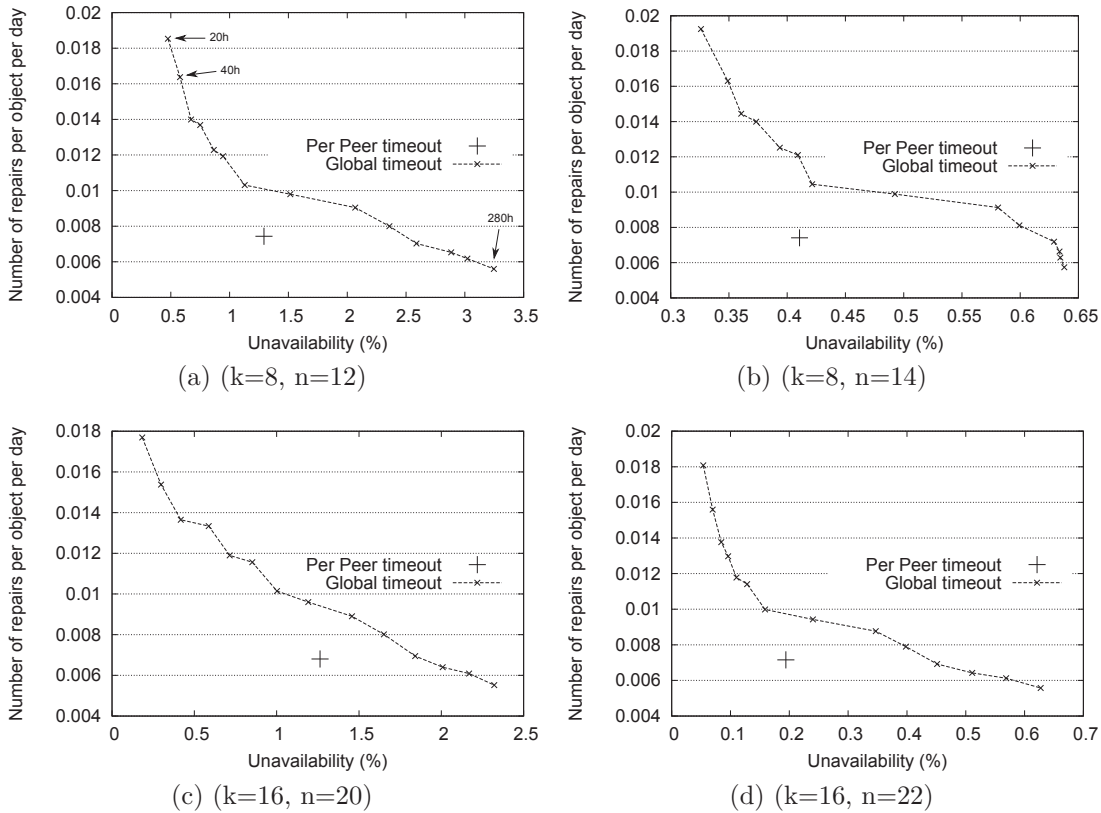 Number of repairs per object per day
0.02
0.018
0.016
0.014
0.012
0.01
0.008
0.006
0.004
20h
40h
280h
Per Peer timeout
Global timeout
0 0.5 1 1.5 2 2.5 3 3.5
Unavailability (%)
(a) (k=8, n=12)
Number of repairs per object per day
0.02
0.018
0.016
0.014
0.012
0.01
0.008
0.006
0.004
Per Peer timeout
Global timeout
0.3 0.35 0.4 0.45 0.5 0.55 0.6 0.65
Unavailability (%)
(b) (k=8, n=14)
Number of repairs per object per day
0.018
0.016
0.014
0.012
0.01
0.008
0.006
0.004
Per Peer timeout
Global timeout
0 0.5 1 1.5 2 2.5
Unavailability (%)
(c) (k=16, n=20)
Number of repairs per object per day
0.02
0.018
0.016
0.014
0.012
0.01
0.008
0.006
0.004
Per Peer timeout
Global timeout
0 0.1 0.2 0.3 0.4 0.5 0.6 0.7
Unavailability (%)
(d) (k=16, n=22)